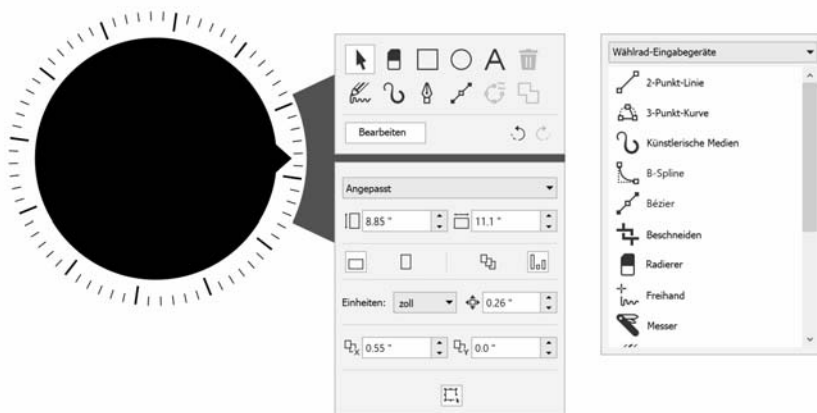 A
Bearbeiten
Angepasst
8.85 "
11.1 "
Einheiten:
zoll
0.26 "
X
0.55 "
Y
0.0 "
Wählrad-Eingabegeräte
2-Punkt-Linie
3-Punkt-Kurve
Künstlerische Medien
B-Spline
Bézier
Beschneiden
Radierer
Freihand
Messer